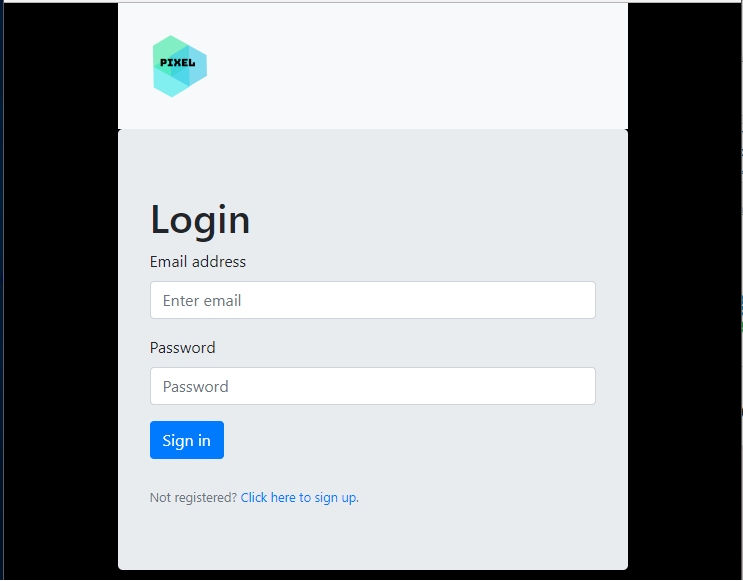 PIXEL
Login
Email address
Enter email
Password
Password
Sign in
Not registered? Click here to sign up.